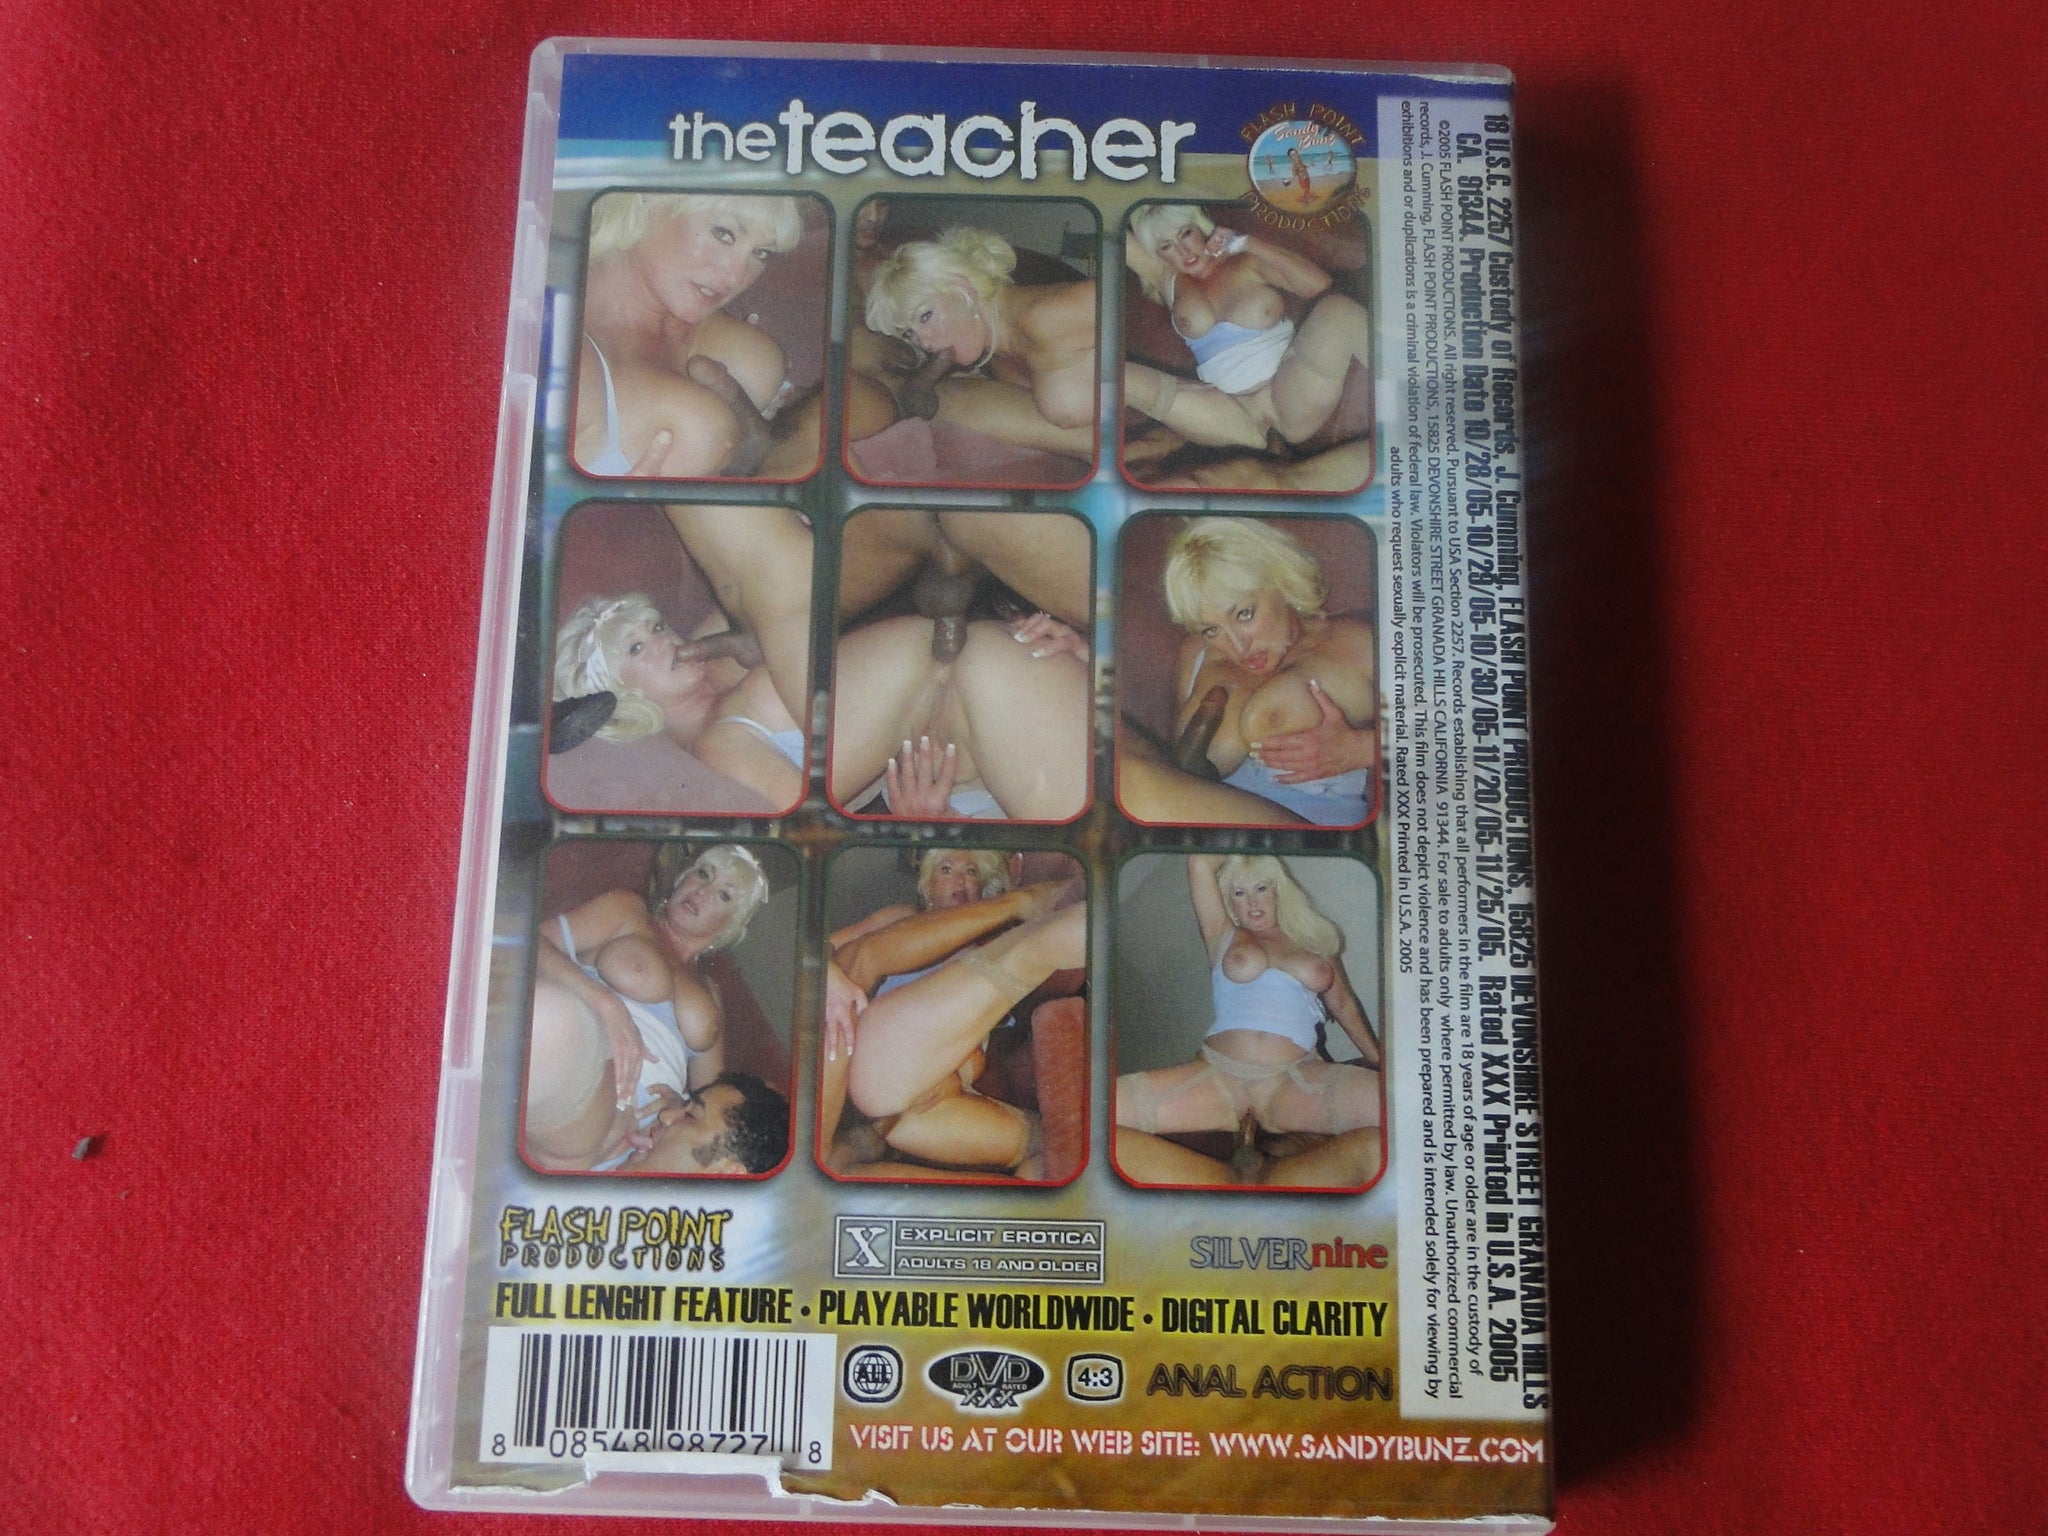 the teacher
FLASH POINT
Sandy Bunz
PRODUCTIONS
18 U.S.C. 2257 Custody of Records, J. Cumming, FLASH POINT PRODUCTIONS, 15825 DEVONSHIRE STREET GRANADA HILLS
CA. 91344. Production Date 10/28/05-10/29/05-10/30/05-11/20/05-11/25/05. Rated XXX Printed in U.S.A. 2005
©2005 FLASH POINT PRODUCTIONS. All right reserved. Pursuant to USA Section 2257. Records establishing that all performers in the film are 18 years of age or older are in the custody of
records, J. Cumming, FLASH POINT PRODUCTIONS, 15825 DEVONSHIRE STREET GRANADA HILLS CALIFORNIA 91344. For sale to adults only where permitted by law. Unauthorized commercial
exhibitions and or duplications is a criminal violation of federal law. Violators will be prosecuted. This film does not depict violence and has been prepared and is intended solely for viewing by
adults who request sexually explicit material. Rated XXX Printed in U.S.A. 2005
FLASH POINT
PRODUCTIONS
X EXPLICIT EROTICA
ADULTS 18 AND OLDER
SILVERnine
FULL LENGHT FEATURE • PLAYABLE WORLDWIDE • DIGITAL CLARITY
ALL
DVD
ADULT RATED
XXX
4:3
ANAL ACTION
8 08548 98727 8
VISIT US AT OUR WEB SITE: WWW.SANDYBUNZ.COM